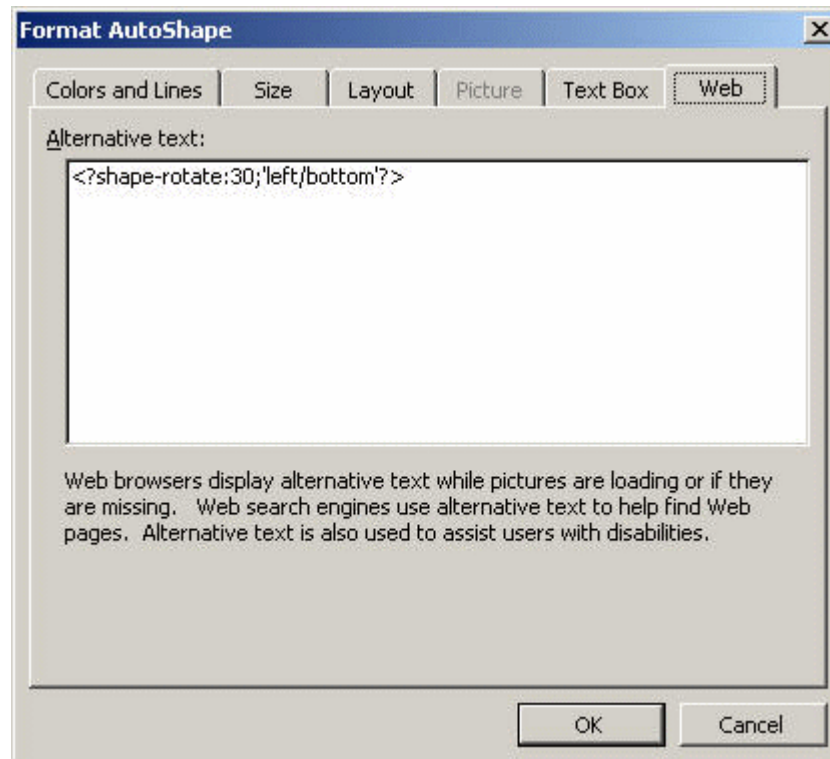 Format AutoShape
Colors and Lines Size Layout Picture Text Box Web
Alternative text:
<?shape-rotate:30;'left/bottom'?>
Web browsers display alternative text while pictures are loading or if they
are missing. Web search engines use alternative text to help find Web
pages. Alternative text is also used to assist users with disabilities.
OK Cancel